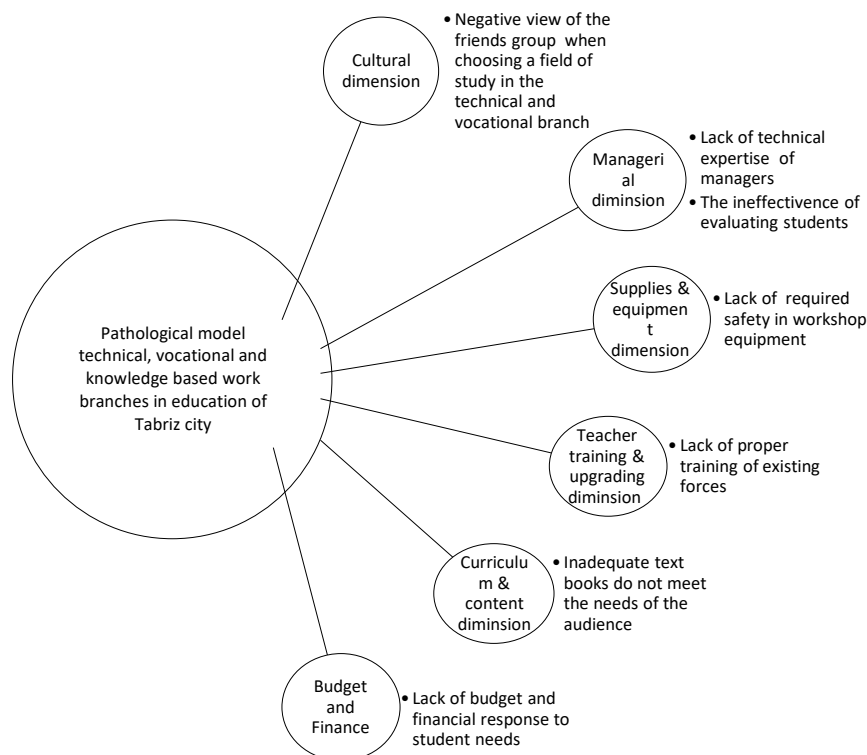 Cultural
dimension
• Negative view of the
friends group when
choosing a field of
study in the
technical and
vocational branch
Manageri
al
diminsion
• Lack of technical
expertise of
managers
• The ineffectivence of
evaluating students
Supplies &
equipmen
t
dimension
• Lack of required
safety in workshop
equipment
Pathological model
technical, vocational and
knowledge based work
branches in education of
Tabriz city
Teacher
training &
upgrading
diminsion
• Lack of proper
training of existing
forces
Curriculu
m &
content
diminsion
• Inadequate text
books do not meet
the needs of the
audience
Budget
and
Finance
• Lack of budget and
financial response to
student needs